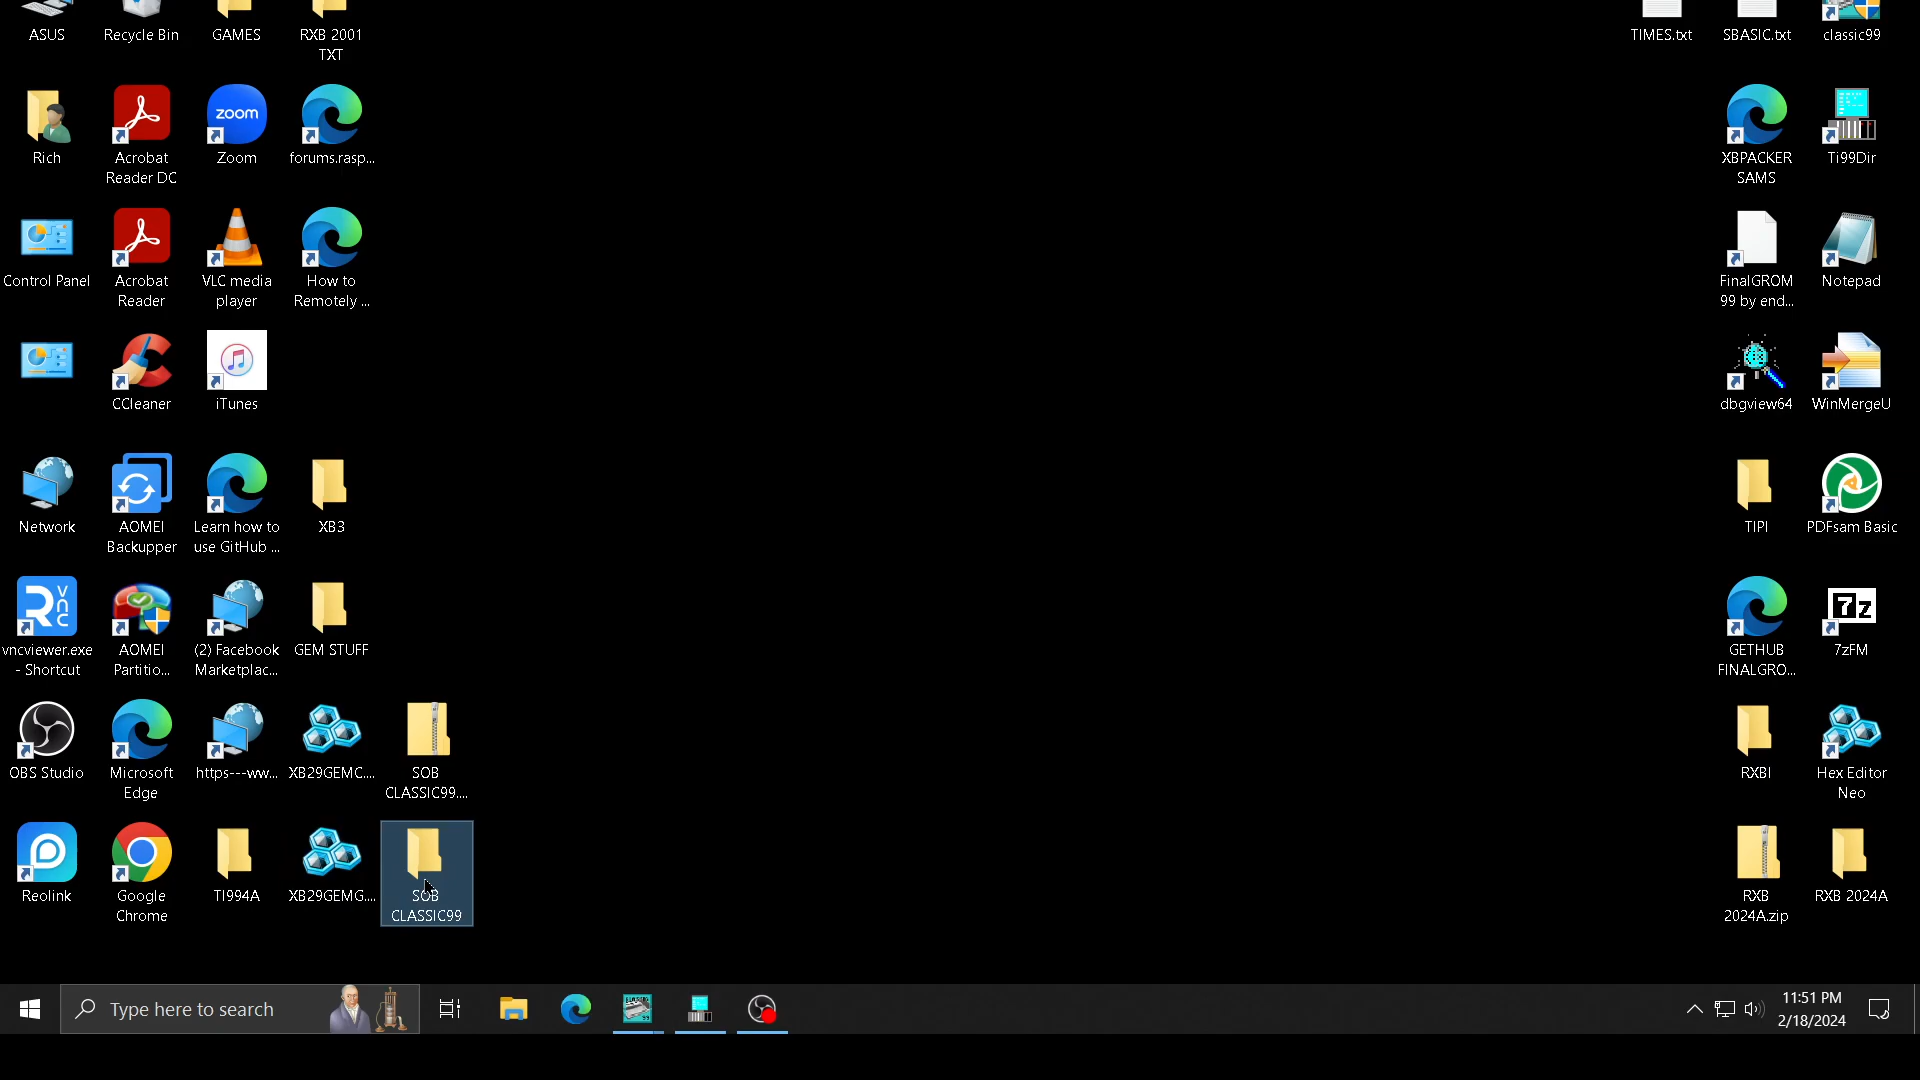 ASUS
Recycle Bin
GAMES
RXB 2001
TXT
TIMES.txt
SBASIC.txt
classic99
Rich
Acrobat
Reader DC
zoom
Zoom
forums.rasp...
XBPACKER
SAMS
Ti99Dir
Control Panel
Acrobat
Reader
VLC media
player
How to
Remotely ...
FinalGROM
99 by end...
Notepad
CCleaner
iTunes
dbgview64
WinMergeU
Network
AOMEI
Backupper
Learn how to
use GitHub ...
XB3
TIPI
PDFsam Basic
R VNC
vncviewer.exe
- Shortcut
AOMEI
Partitio...
(2) Facebook
Marketplac...
GEM STUFF
GETHUB
FINALGRO...
7z
7zFM
OBS Studio
Microsoft
Edge
https---ww...
XB29GEMC....
SOB
CLASSIC99....
RXBI
Hex Editor
Neo
Reolink
Google
Chrome
TI994A
XB29GEMG....
SOB
CLASSIC99
RXB
2024A.zip
RXB 2024A
Type here to search
11:51 PM
2/18/2024